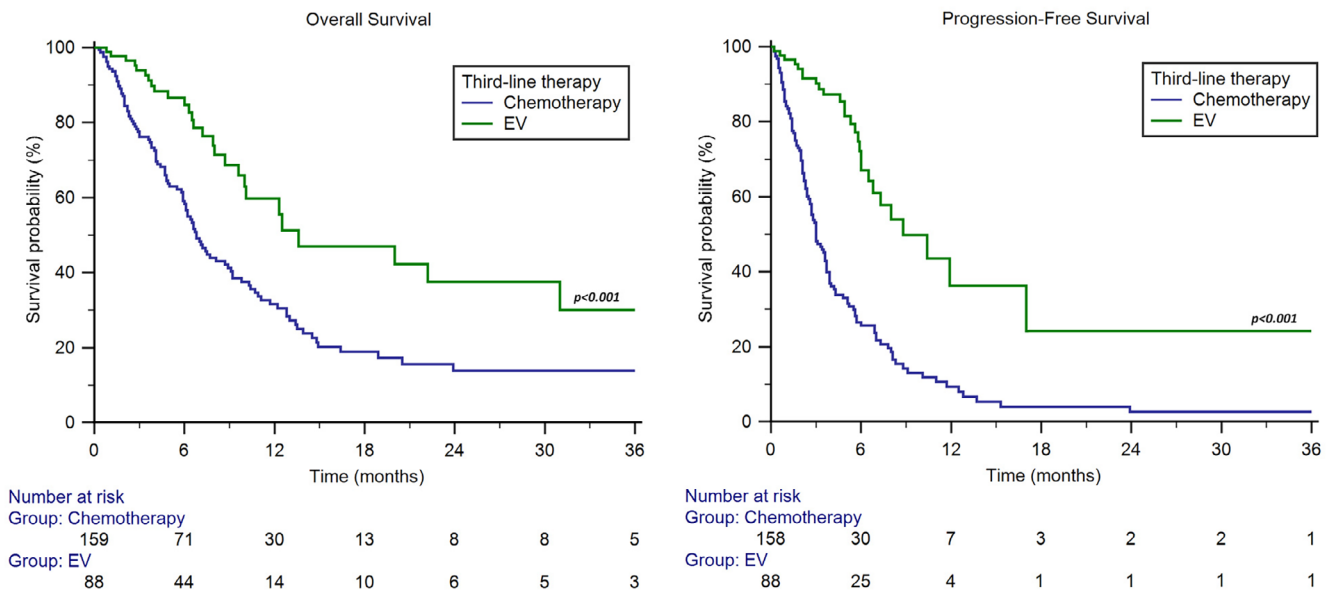 Overall Survival
100
80
60
40
20
0
Survival probability (%)
Third-line therapy
Chemotherapy
EV
p<0.001
0 6 12 18 24 30 36
Time (months)
Number at risk
Group: Chemotherapy
159 71 30 13 8 8 5
Group: EV
88 44 14 10 6 5 3
Progression-Free Survival
100
80
60
40
20
0
Survival probability (%)
Third-line therapy
Chemotherapy
EV
p<0.001
0 6 12 18 24 30 36
Time (months)
Number at risk
Group: Chemotherapy
158 30 7 3 2 2 1
Group: EV
88 25 4 1 1 1 1